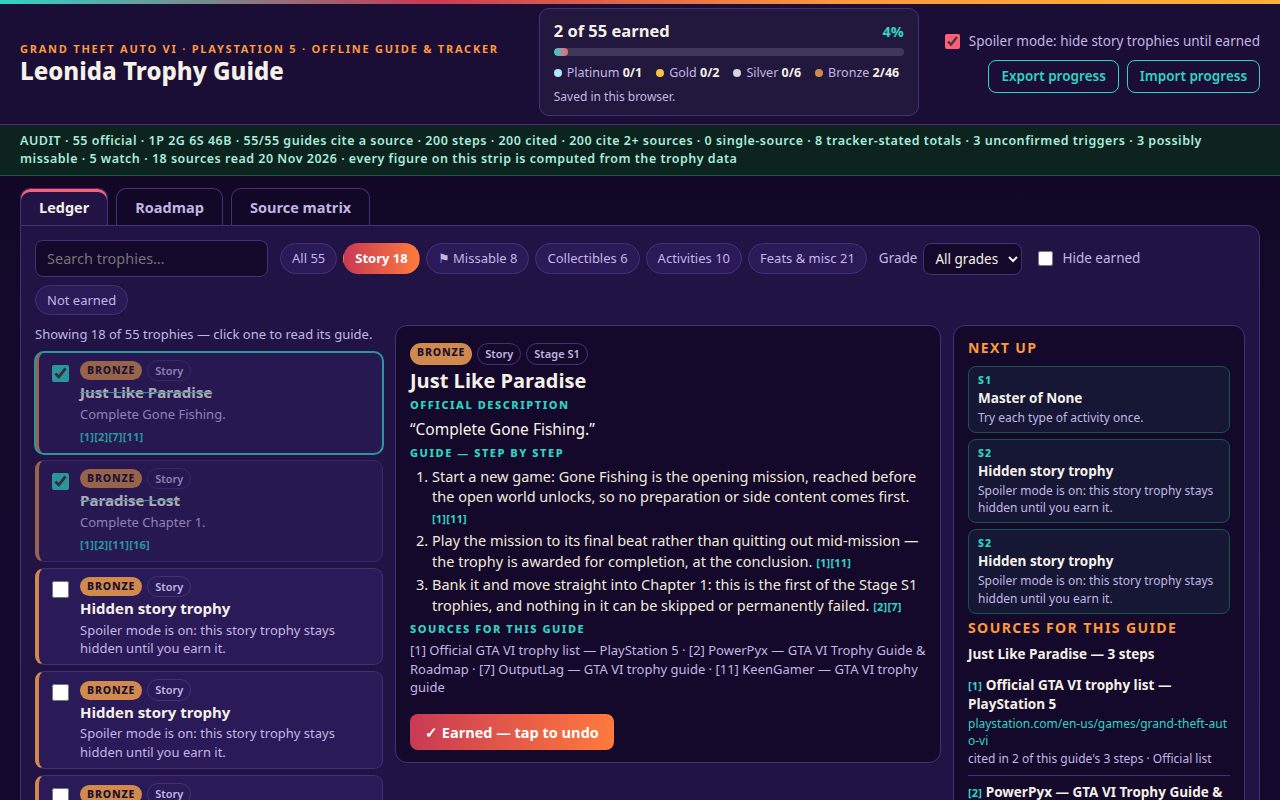 GRAND THEFT AUTO VI · PLAYSTATION 5 · OFFLINE GUIDE & TRACKER
Leonida Trophy Guide
2 of 55 earned
4%
Platinum 0/1
Gold 0/2
Silver 0/6
Bronze 2/46
Saved in this browser.
Spoiler mode: hide story trophies until earned
Export progress
Import progress
AUDIT · 55 official · 1P 2G 6S 46B · 55/55 guides cite a source · 200 steps · 200 cited · 200 cite 2+ sources · 0 single-source · 8 tracker-stated totals · 3 unconfirmed triggers · 3 possibly
missable · 5 watch · 18 sources read 20 Nov 2026 · every figure on this strip is computed from the trophy data
Ledger
Roadmap
Source matrix
Search trophies…
All 55
Story 18
⚑ Missable 8
Collectibles 6
Activities 10
Feats & misc 21
Grade
All grades
Hide earned
Not earned
Showing 18 of 55 trophies — click one to read its guide.
BRONZE
Story
Just Like Paradise
Complete Gone Fishing.
[1][2][7][11]
BRONZE
Story
Paradise Lost
Complete Chapter 1.
[1][2][11][16]
BRONZE
Story
Hidden story trophy
Spoiler mode is on: this story trophy stays
hidden until you earn it.
BRONZE
Story
Hidden story trophy
Spoiler mode is on: this story trophy stays
hidden until you earn it.
BRONZE
Story
BRONZE
Story
Stage S1
Just Like Paradise
OFFICIAL DESCRIPTION
“Complete Gone Fishing.”
GUIDE — STEP BY STEP
1. Start a new game: Gone Fishing is the opening mission, reached before
the open world unlocks, so no preparation or side content comes first.
[1][11]
2. Play the mission to its final beat rather than quitting out mid-mission —
the trophy is awarded for completion, at the conclusion. [1][11]
3. Bank it and move straight into Chapter 1: this is the first of the Stage S1
trophies, and nothing in it can be skipped or permanently failed. [2][7]
SOURCES FOR THIS GUIDE
[1] Official GTA VI trophy list — PlayStation 5 · [2] PowerPyx — GTA VI Trophy Guide &
Roadmap · [7] OutputLag — GTA VI trophy guide · [11] KeenGamer — GTA VI trophy
guide
✓ Earned — tap to undo
NEXT UP
S1
Master of None
Try each type of activity once.
S2
Hidden story trophy
Spoiler mode is on: this story trophy stays
hidden until you earn it.
S2
Hidden story trophy
Spoiler mode is on: this story trophy stays
hidden until you earn it.
SOURCES FOR THIS GUIDE
Just Like Paradise — 3 steps
[1] Official GTA VI trophy list —
PlayStation 5
playstation.com/en-us/games/grand-theft-aut
o-vi
cited in 2 of this guide's 3 steps · Official list
[2] PowerPyx — GTA VI Trophy Guide &